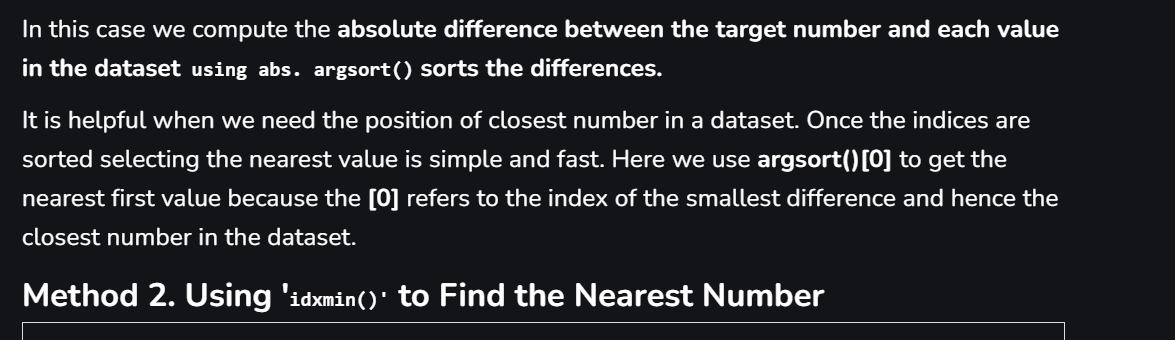 In this case we compute the absolute difference between the target number and each value
in the dataset using abs. argsort() sorts the differences.
It is helpful when we need the position of closest number in a dataset. Once the indices are
sorted selecting the nearest value is simple and fast. Here we use argsort()[0] to get the
nearest first value because the [0] refers to the index of the smallest difference and hence the
closest number in the dataset.
Method 2. Using 'idxmin()' to Find the Nearest Number